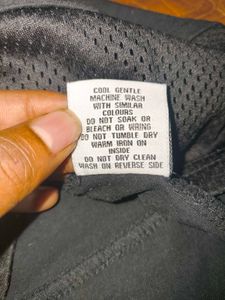 COOL GENTLE
MACHINE WASH
WITH SIMILAR
COLOURS
DO NOT SOAK OR
BLEACH OR WRING
DO NOT TUMBLE DRY
WARM IRON ON
INSIDE
DO NOT DRY CLEAN
WASH ON REVERSE SIDE